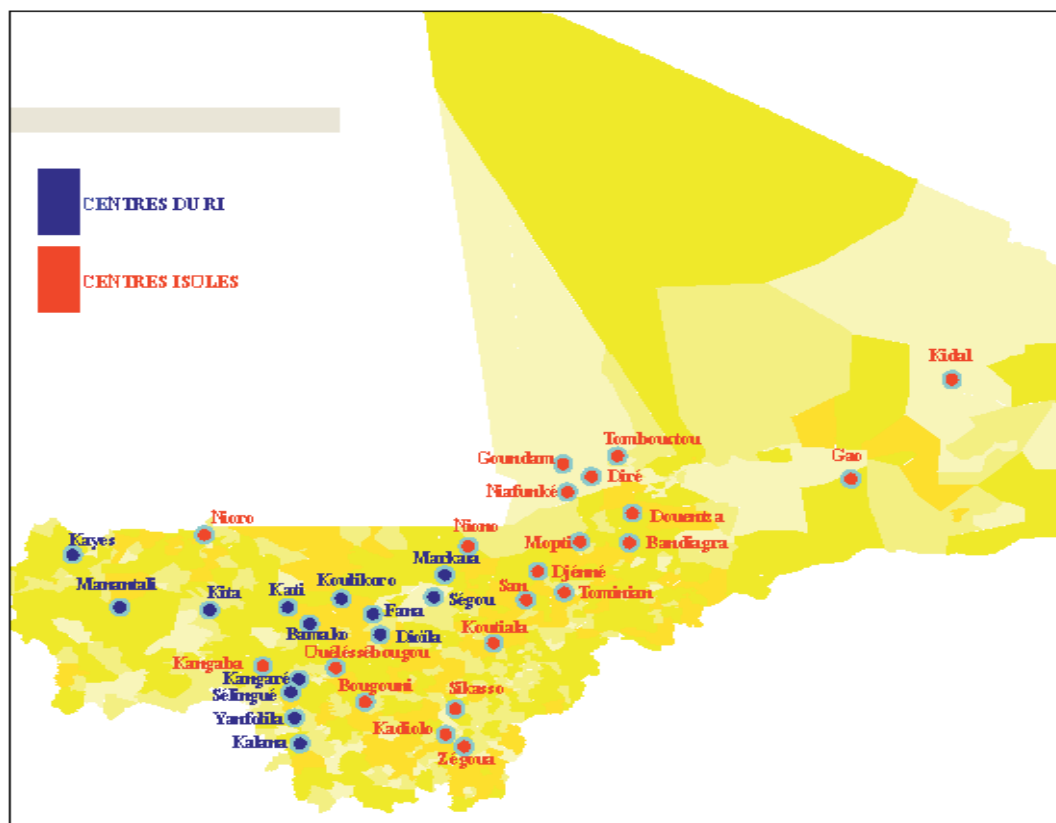 CENTRES DU RI
CENTRES ISOLES
Kidal
Tombouctou
Goundam
Gao
Diré
Niafunké
Nioro
Douentza
Niono
Kayes
Mopti
Bandiagra
Markala
Djénné
Manantali
Koulikoro
Kita
Kati
San
Tominian
Ségou
Fana
Bamako
Dioïla
Koutiala
Ouéléssébougou
Kangaba
Kangaré
Bougouni
Sélingué
Sikasso
Yanfolila
Kadiolo
Kalana
Zégoua